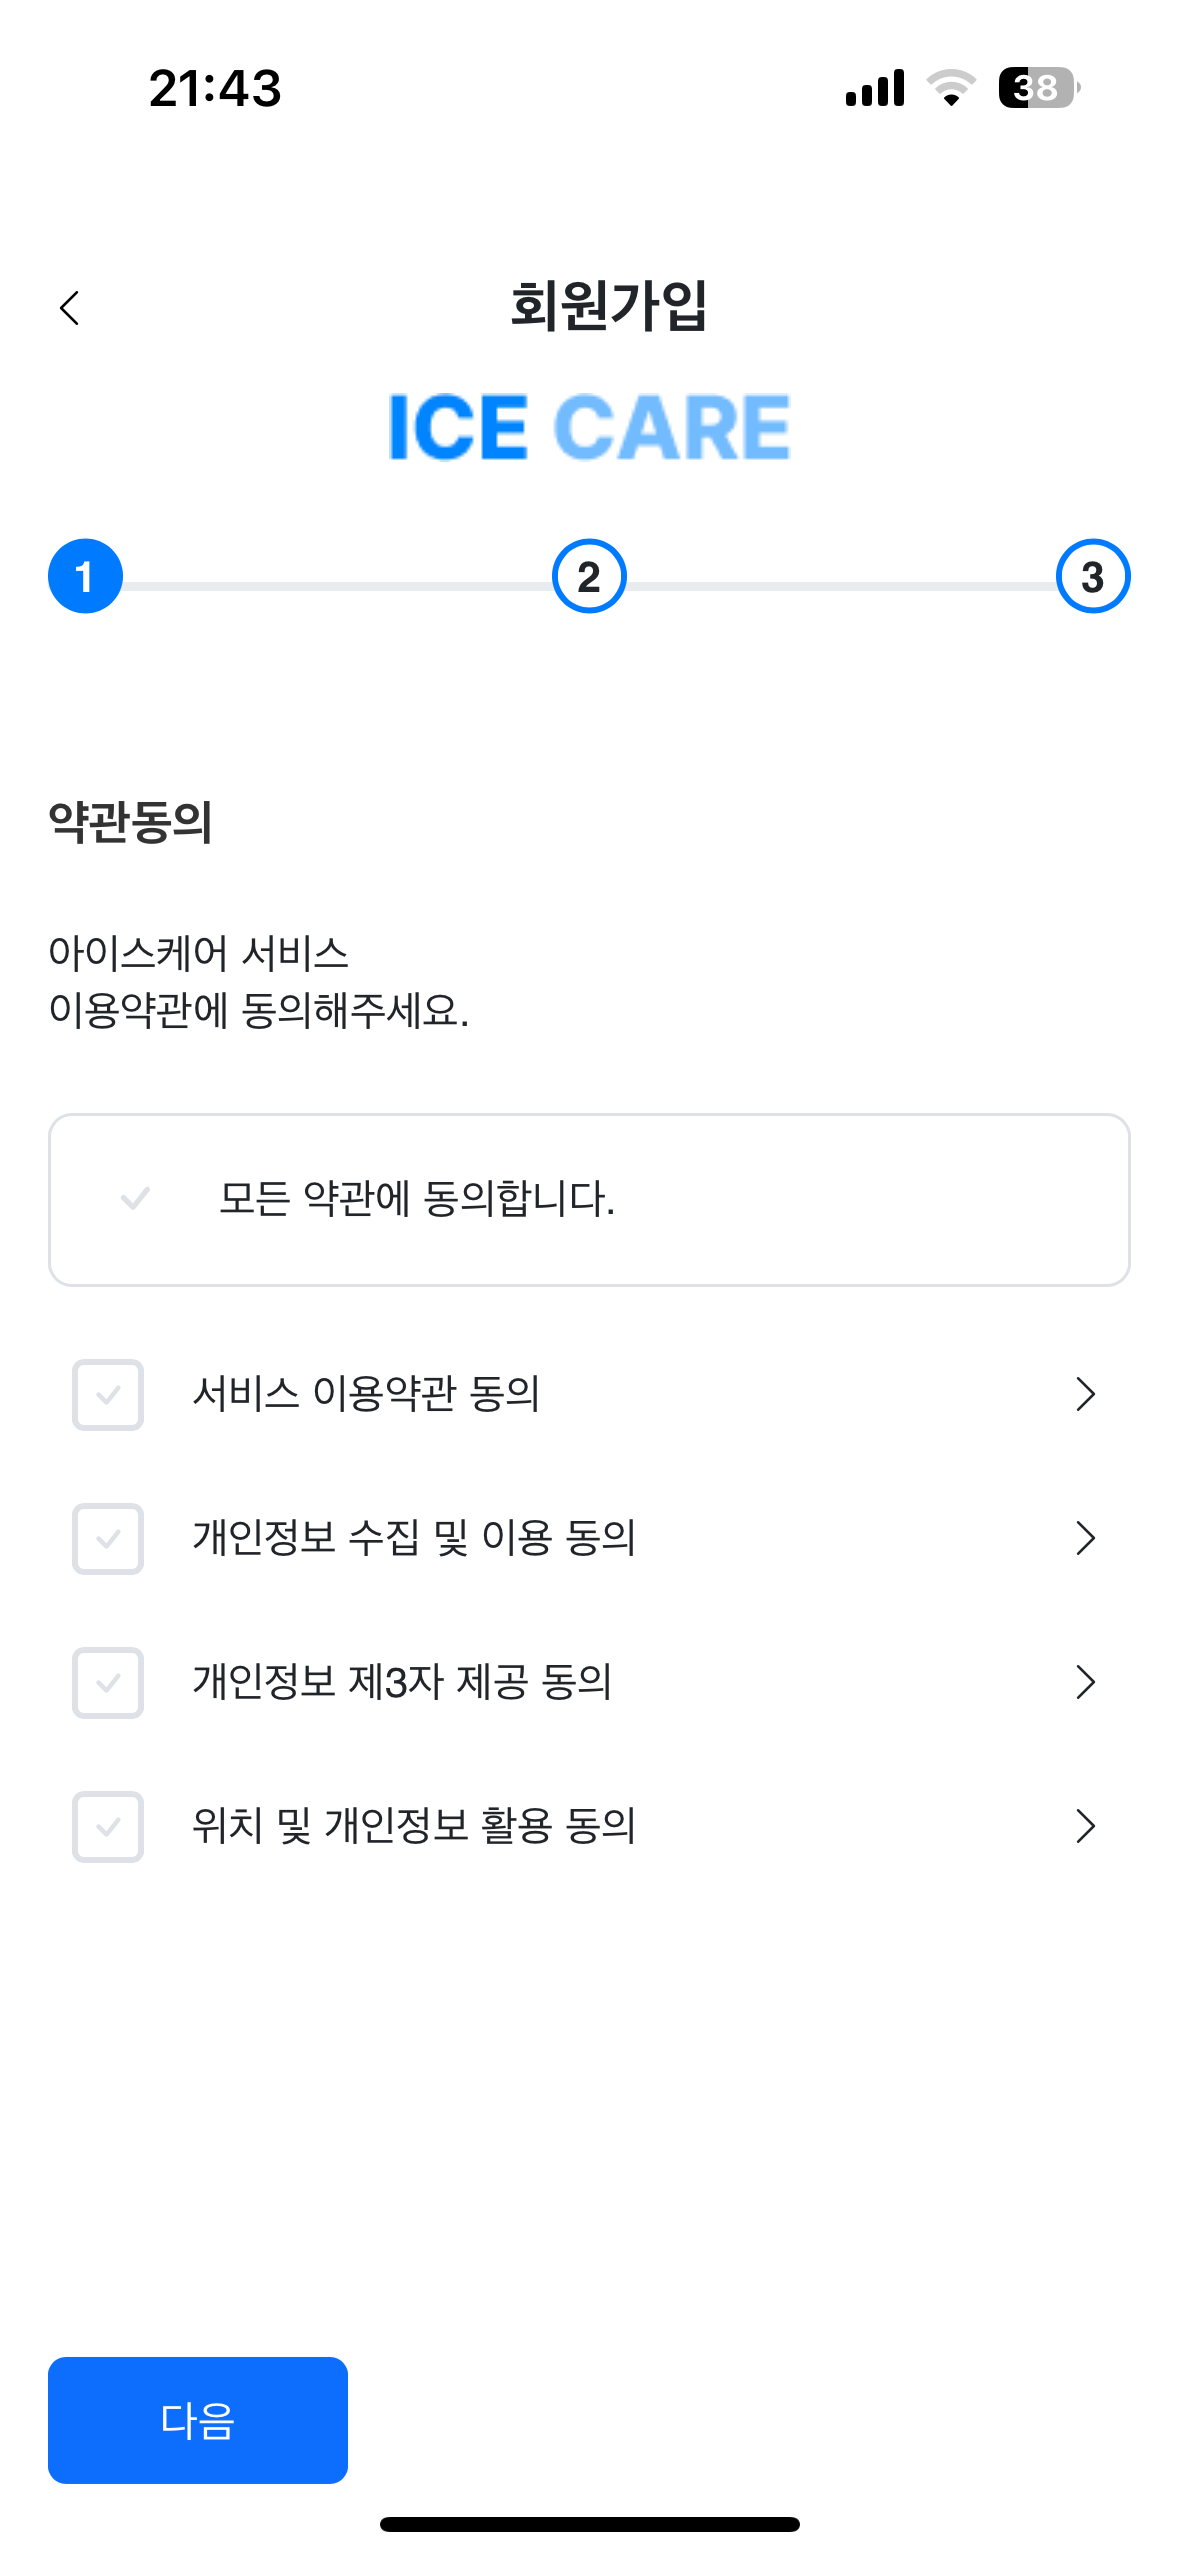 21:43
38
회원가입
ICE CARE
1 2 3
약관동의
아이스케어 서비스
이용약관에 동의해주세요.
모든 약관에 동의합니다.
서비스 이용약관 동의
개인정보 수집 및 이용 동의
개인정보 제3자 제공 동의
위치 및 개인정보 활용 동의
다음